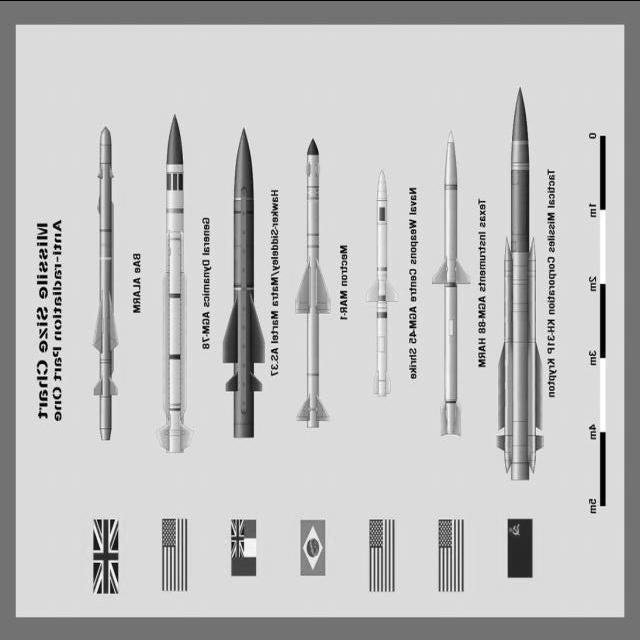 Missile Size Chart
Anti-radiation Part One
BAe ALARM
General Dynamics AGM-78
Hawker-Siddeley/Matra Martel AS.37
Mectron MAR-1
Naval Weapons Centre AGM-45 Shrike
Texas Instruments AGM-88 HARM
Tactical Missiles Corporation KH-31P Krypton
0
1m
2m
3m
4m
5m